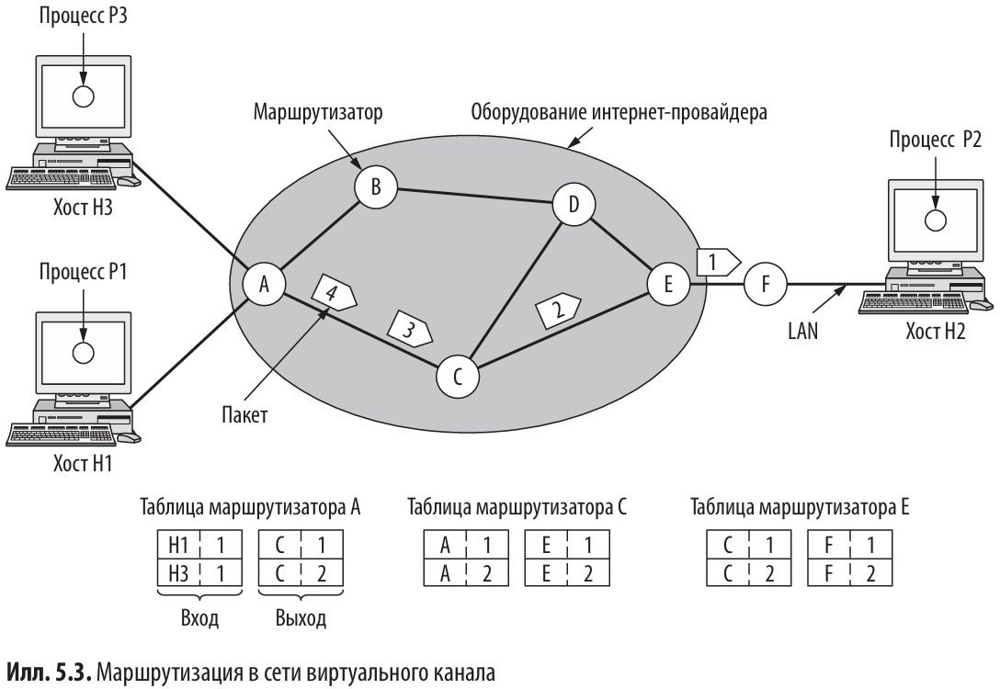 Процесс P3
Маршрутизатор
Оборудование интернет-провайдера
Процесс P2
Хост H3
B
D
Процесс P1
A
4
3
2
1
E
F
C
LAN
Хост H2
Пакет
Хост H1
Таблица маршрутизатора A
H1 1 C 1
H3 1 C 2
Вход Выход
Таблица маршрутизатора C
A 1 E 1
A 2 E 2
Таблица маршрутизатора E
C 1 F 1
C 2 F 2
Илл. 5.3. Маршрутизация в сети виртуального канала